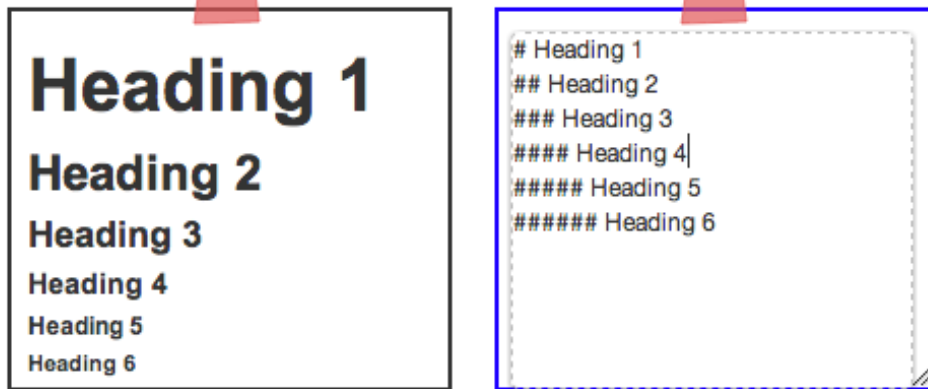 Heading 1
Heading 2
Heading 3
Heading 4
Heading 5
Heading 6
# Heading 1
## Heading 2
### Heading 3
#### Heading 4
##### Heading 5
###### Heading 6